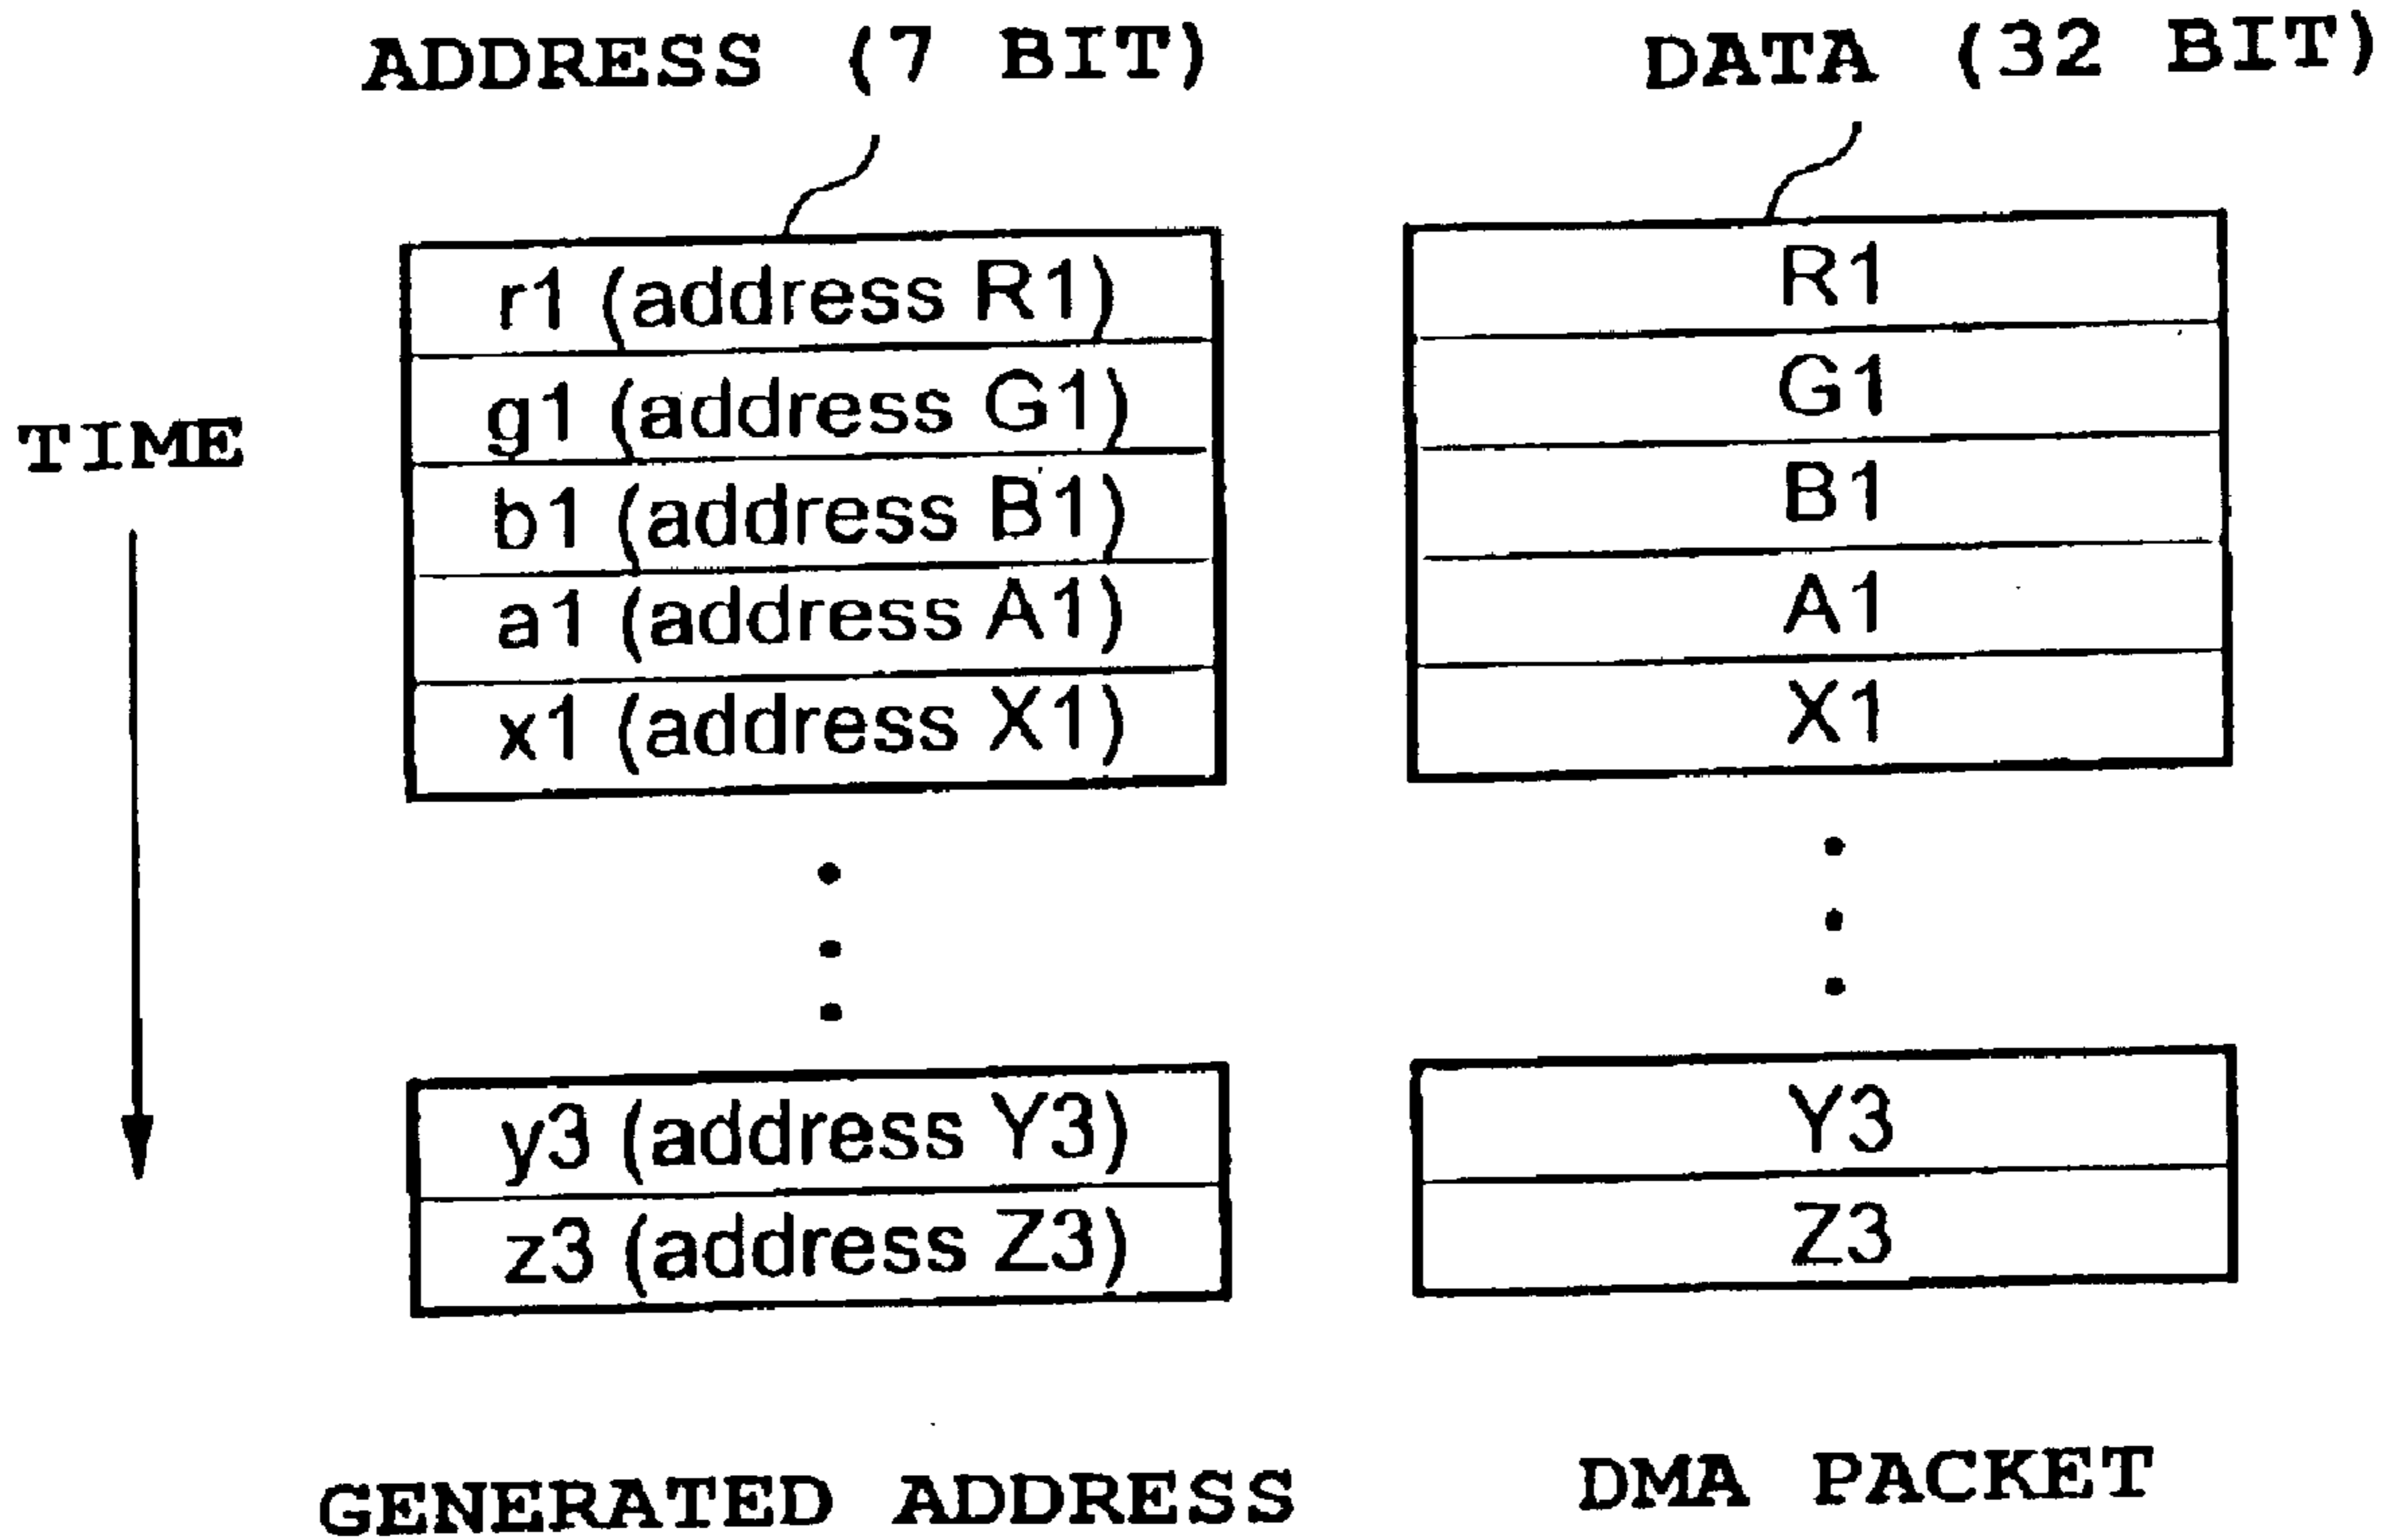 ADDRESS (7 BIT)
DATA (32 BIT)
TIME
r1 (address R1)
g1 (address G1)
b1 (address B1)
a1 (address A1)
x1 (address X1)
y3 (address Y3)
z3 (address Z3)
R1
G1
B1
A1
X1
Y3
Z3
GENERATED ADDRESS
DMA PACKET